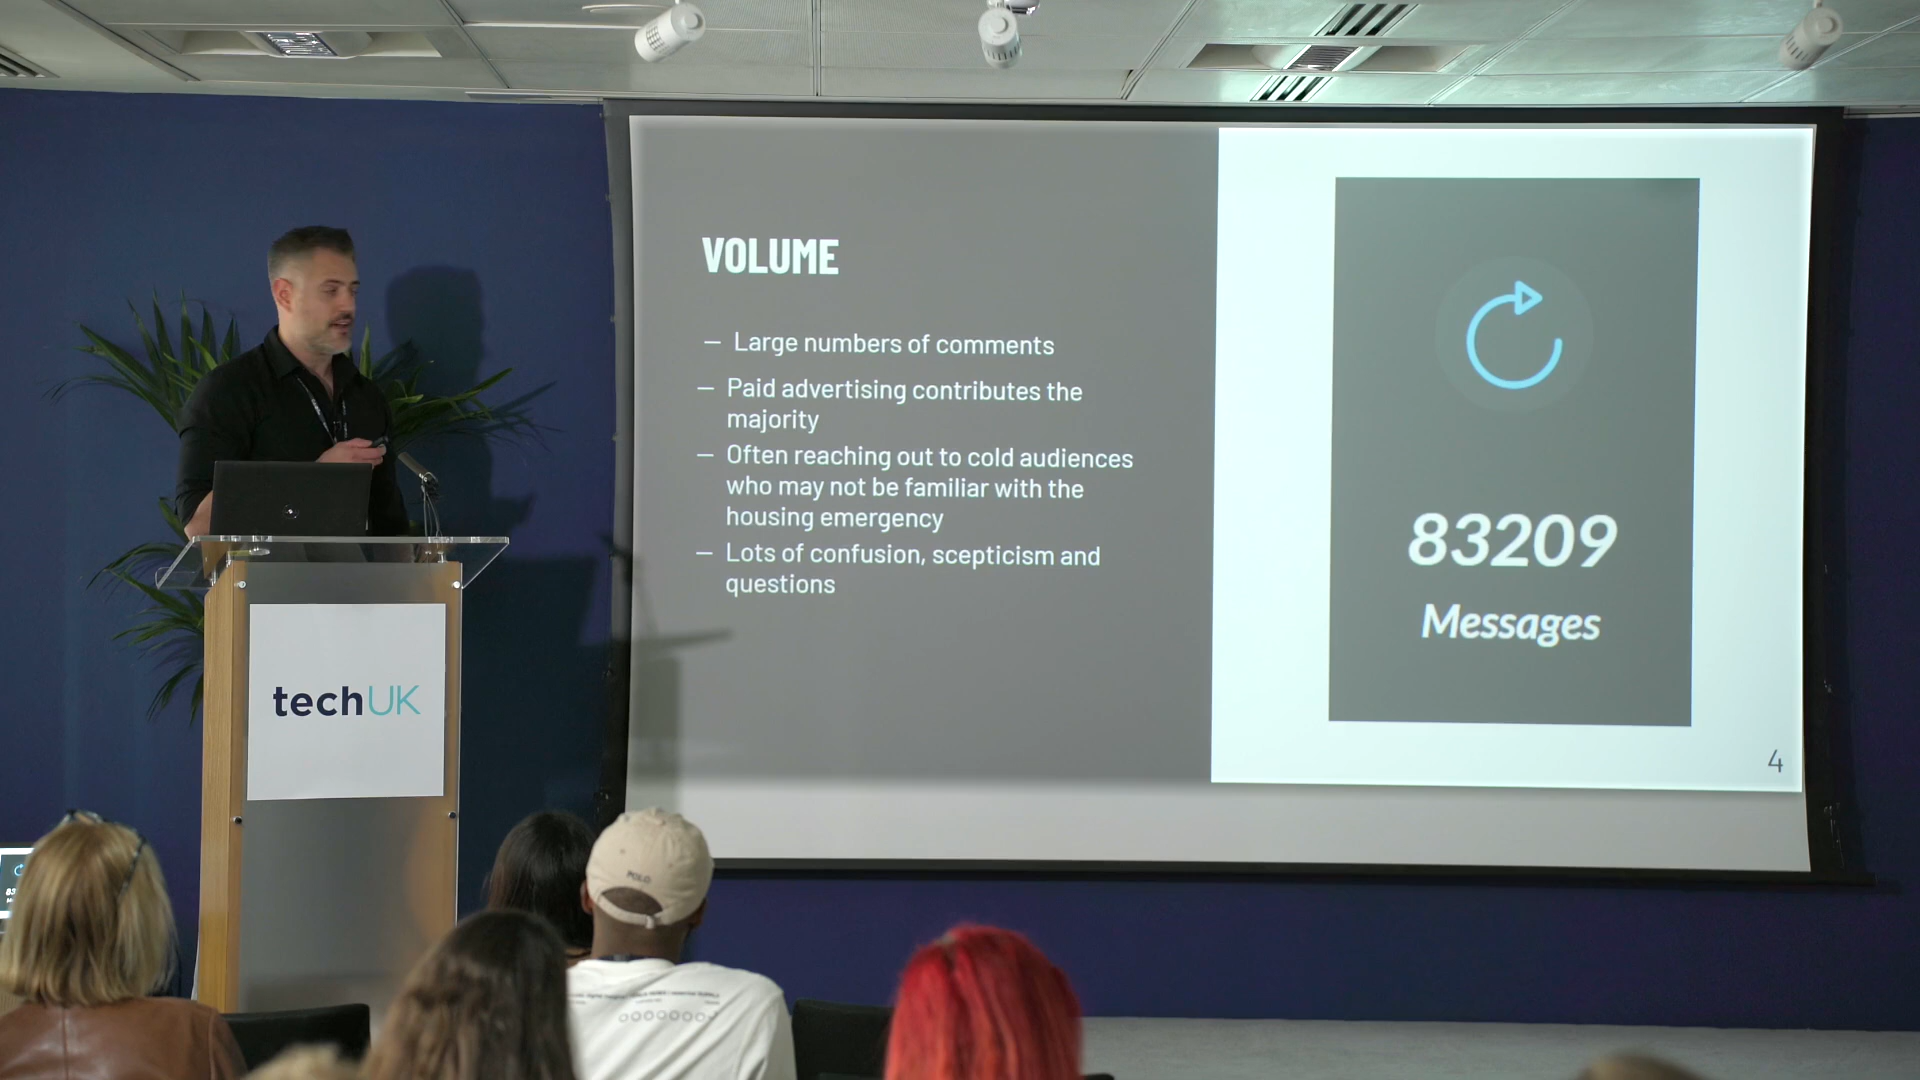 VOLUME
– Large numbers of comments
– Paid advertising contributes the
majority
– Often reaching out to cold audiences
who may not be familiar with the
housing emergency
– Lots of confusion, scepticism and
questions
83209
Messages
4
techUK
POLO